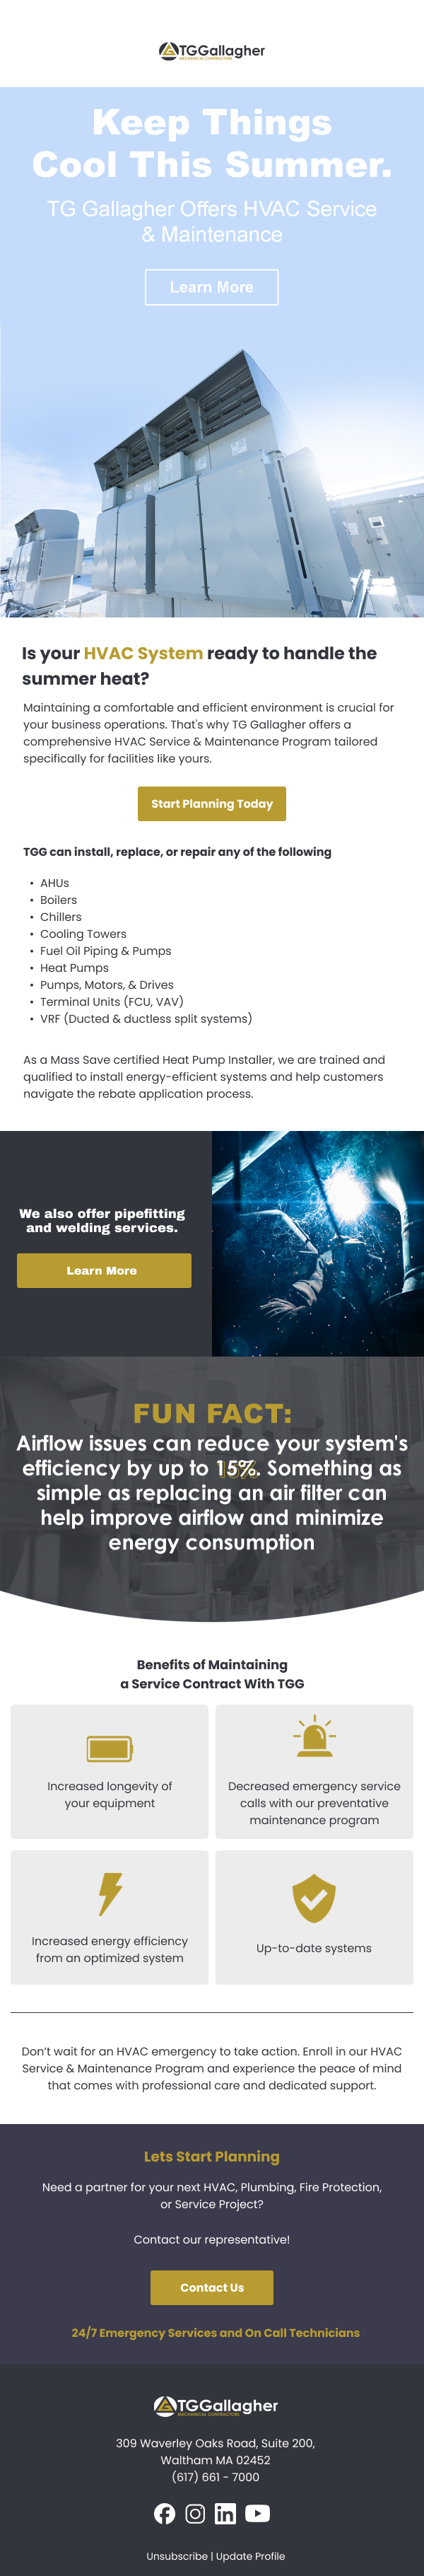 TGGallagher
MECHANICAL CONTRACTORS
Keep Things
Cool This Summer.
TG Gallagher Offers HVAC Service
& Maintenance
Learn More
Is your HVAC System ready to handle the
summer heat?
Maintaining a comfortable and efficient environment is crucial for
your business operations. That's why TG Gallagher offers a
comprehensive HVAC Service & Maintenance Program tailored
specifically for facilities like yours.
Start Planning Today
TGG can install, replace, or repair any of the following
• AHUs
• Boilers
• Chillers
• Cooling Towers
• Fuel Oil Piping & Pumps
• Heat Pumps
• Pumps, Motors, & Drives
• Terminal Units (FCU, VAV)
• VRF (Ducted & ductless split systems)
As a Mass Save certified Heat Pump Installer, we are trained and
qualified to install energy-efficient systems and help customers
navigate the rebate application process.
We also offer pipefitting
and welding services.
Learn More
FUN FACT:
Airflow issues can reduce your system's
efficiency by up to 15%. Something as
simple as replacing an air filter can
help improve airflow and minimize
energy consumption
Benefits of Maintaining
a Service Contract With TGG
Increased longevity of
your equipment
Decreased emergency service
calls with our preventative
maintenance program
Increased energy efficiency
from an optimized system
Up-to-date systems
Don't wait for an HVAC emergency to take action. Enroll in our HVAC
Service & Maintenance Program and experience the peace of mind
that comes with professional care and dedicated support.
Lets Start Planning
Need a partner for your next HVAC, Plumbing, Fire Protection,
or Service Project?
Contact our representative!
Contact Us
24/7 Emergency Services and On Call Technicians
TGGallagher
MECHANICAL CONTRACTORS
309 Waverley Oaks Road, Suite 200,
Waltham MA 02452
(617) 661 - 7000
Unsubscribe | Update Profile